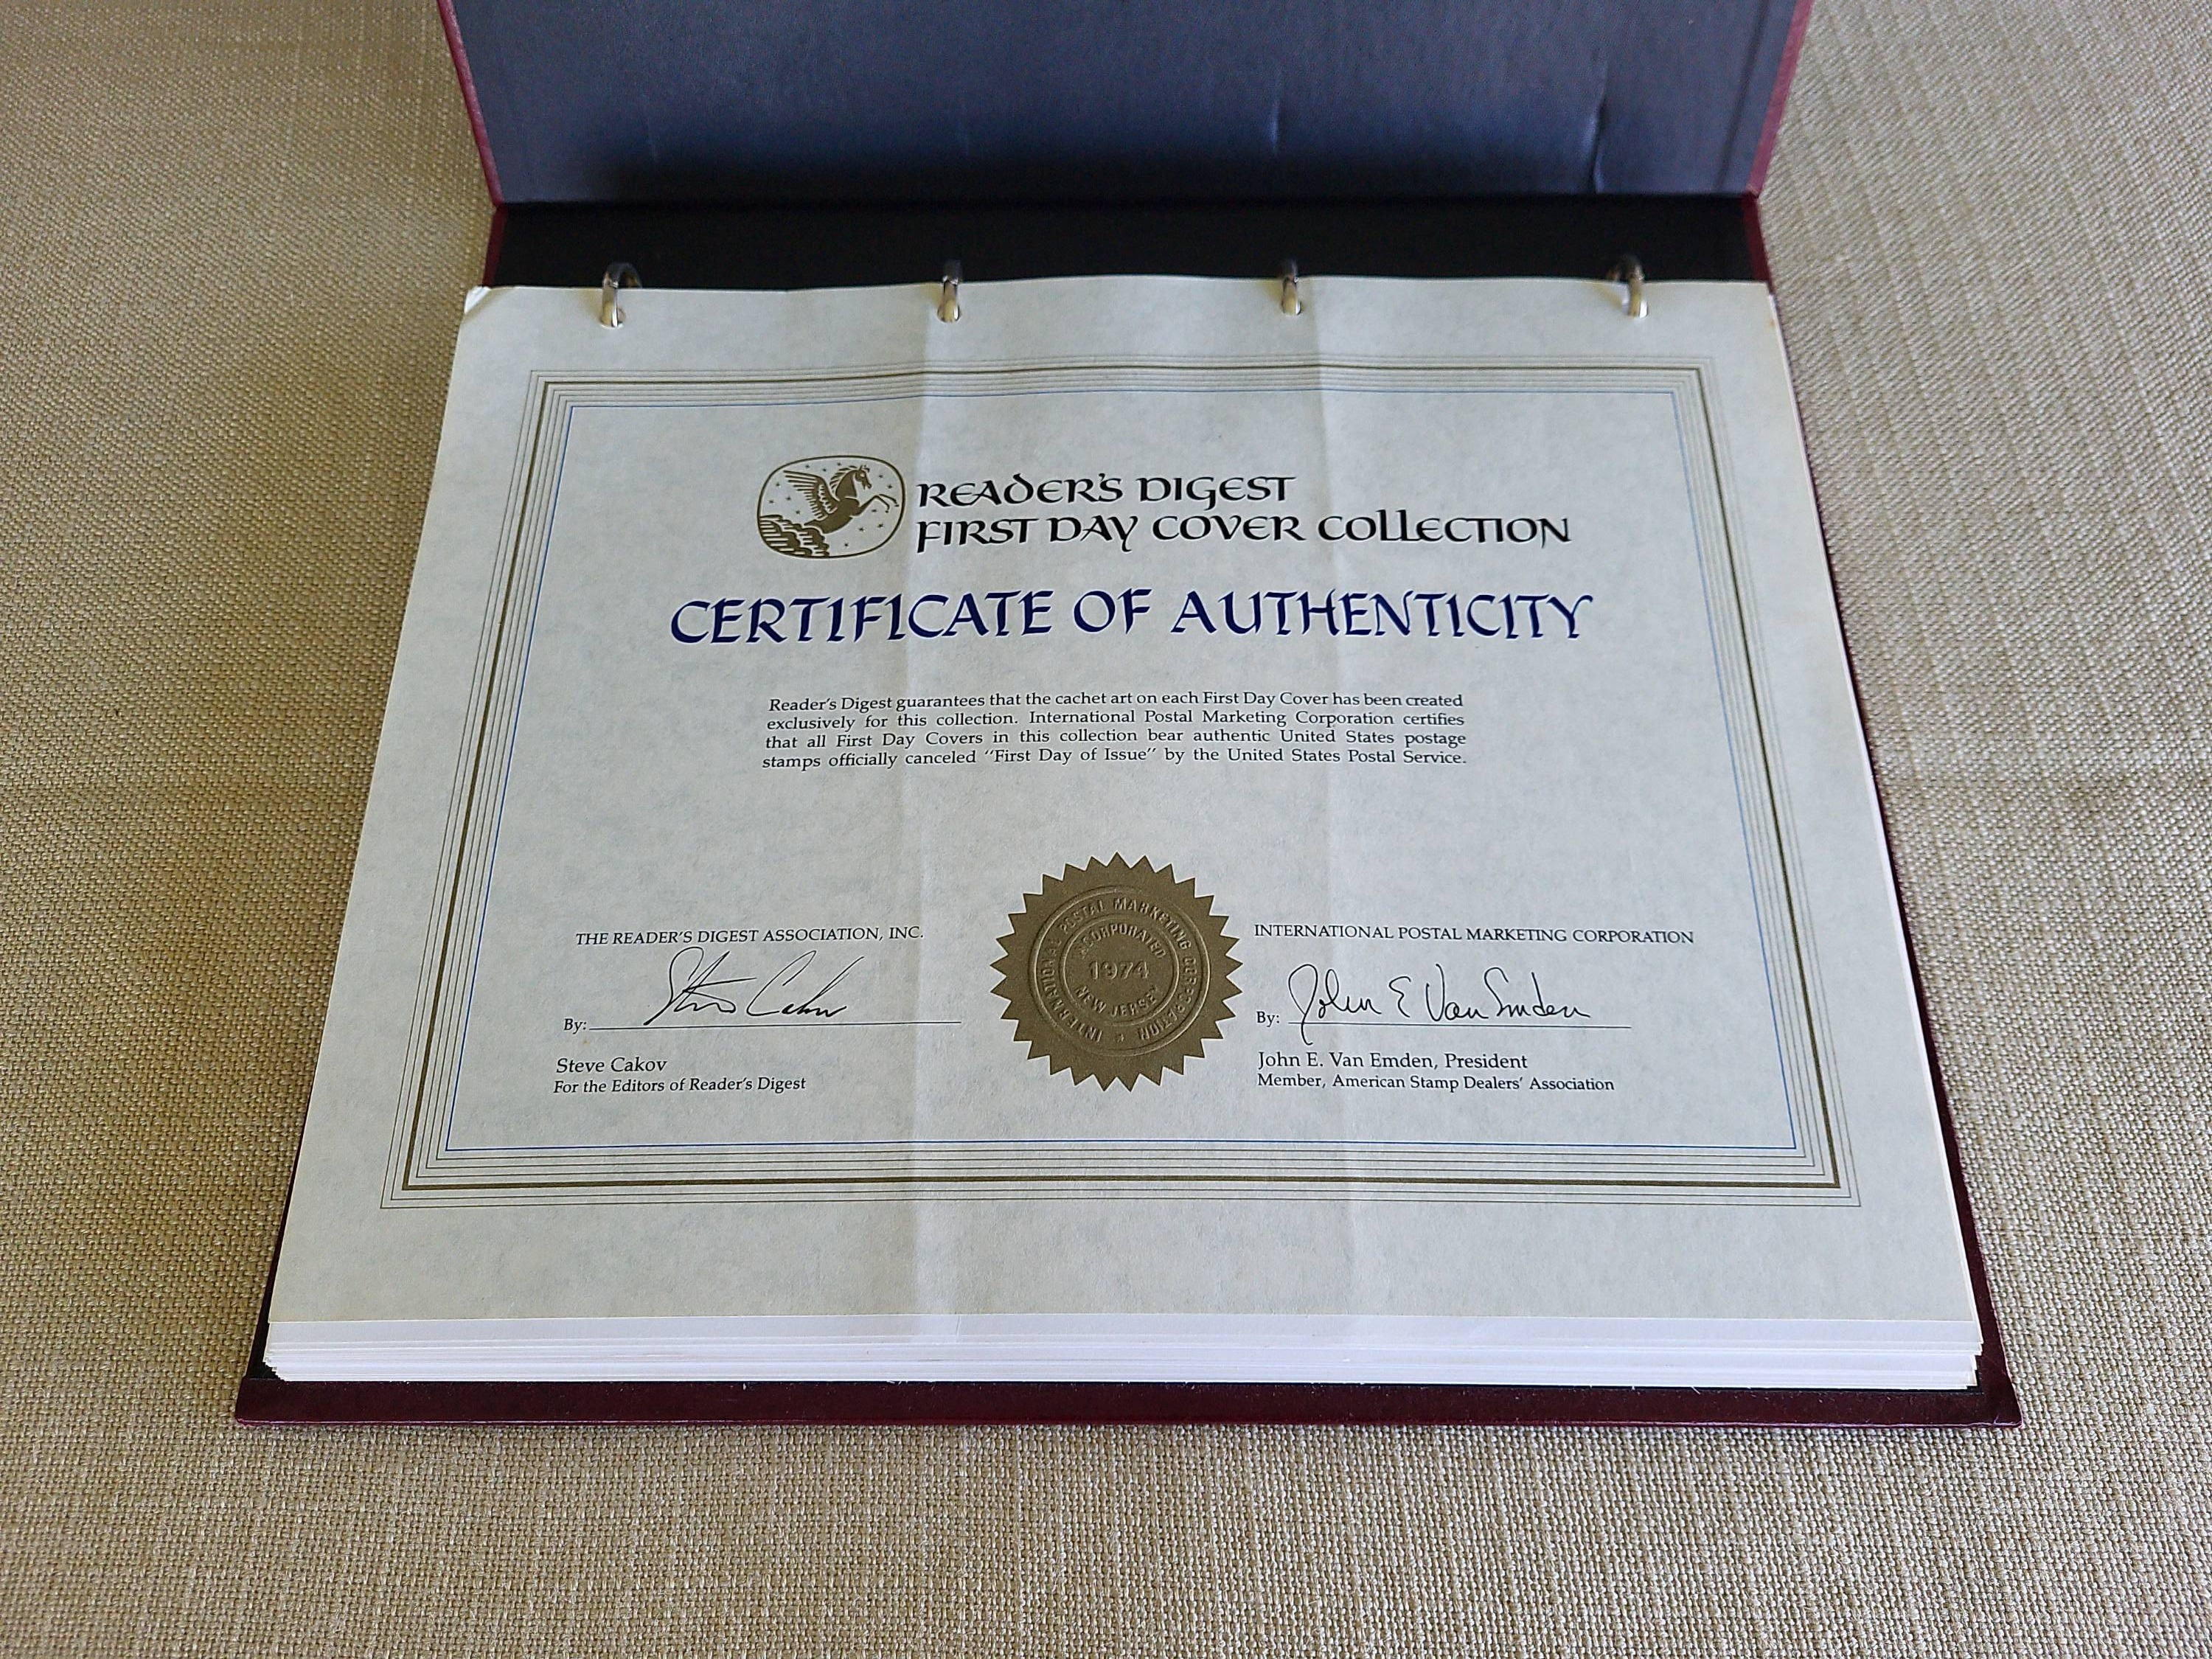 READER'S DIGEST
FIRST DAY COVER COLLECTION
CERTIFICATE OF AUTHENTICITY
Reader's Digest guarantees that the cachet art on each First Day Cover has been created
exclusively for this collection. International Postal Marketing Corporation certifies
that all First Day Covers in this collection bear authentic United States postage
stamps officially canceled "First Day of Issue" by the United States Postal Service.
THE READER'S DIGEST ASSOCIATION, INC.
By: Steve Cakov
Steve Cakov
For the Editors of Reader's Digest
INTERNATIONAL POSTAL MARKETING CORPORATION
INCORPORATED
1974
NEW JERSEY
INTERNATIONAL POSTAL MARKETING CORPORATION
By: John E Van Emden
John E. Van Emden, President
Member, American Stamp Dealers' Association